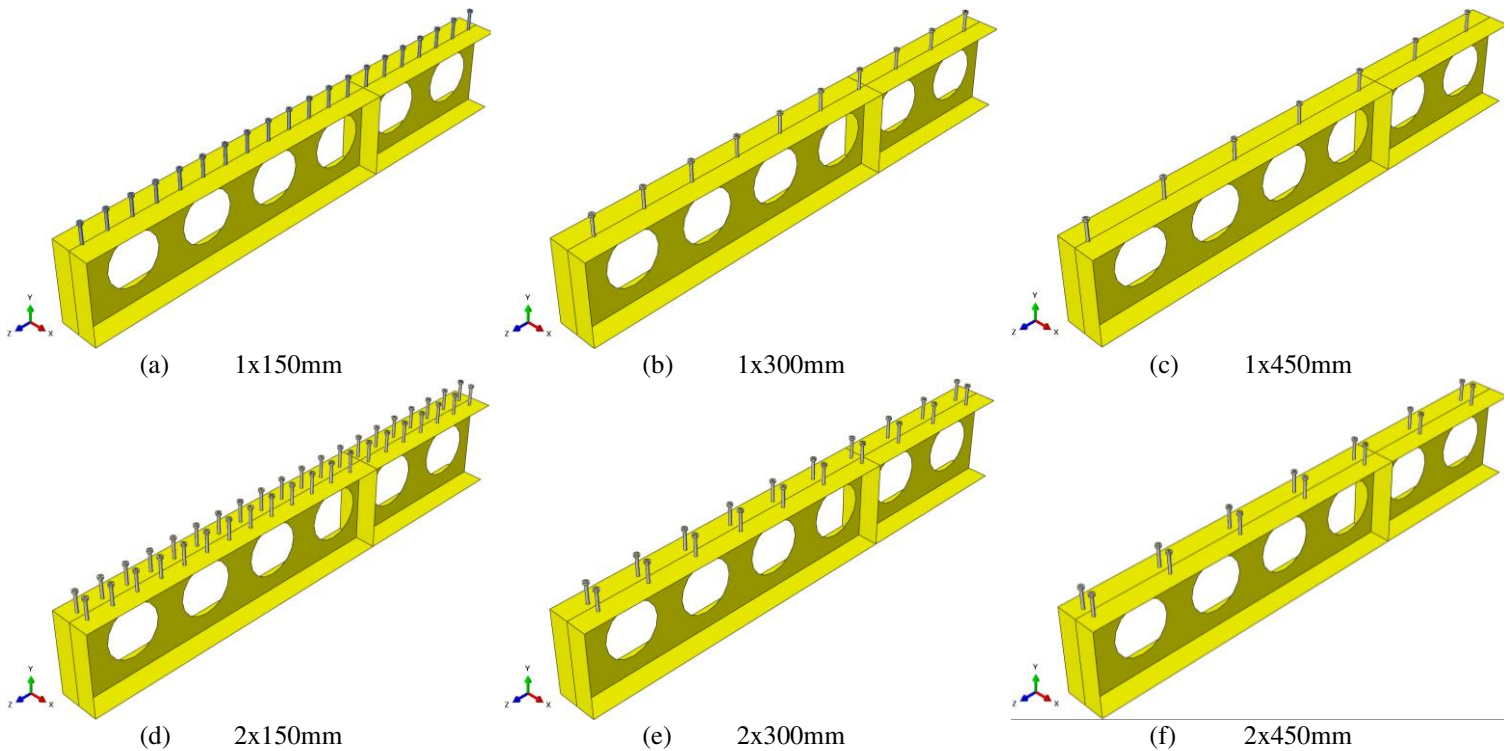 Y
Z
X
Y
Z
X
Y
Z
X
(a) 1x150mm
(b) 1x300mm
(c) 1x450mm
Y
Z
X
Y
Z
X
Y
Z
X
(d) 2x150mm
(e) 2x300mm
(f) 2x450mm